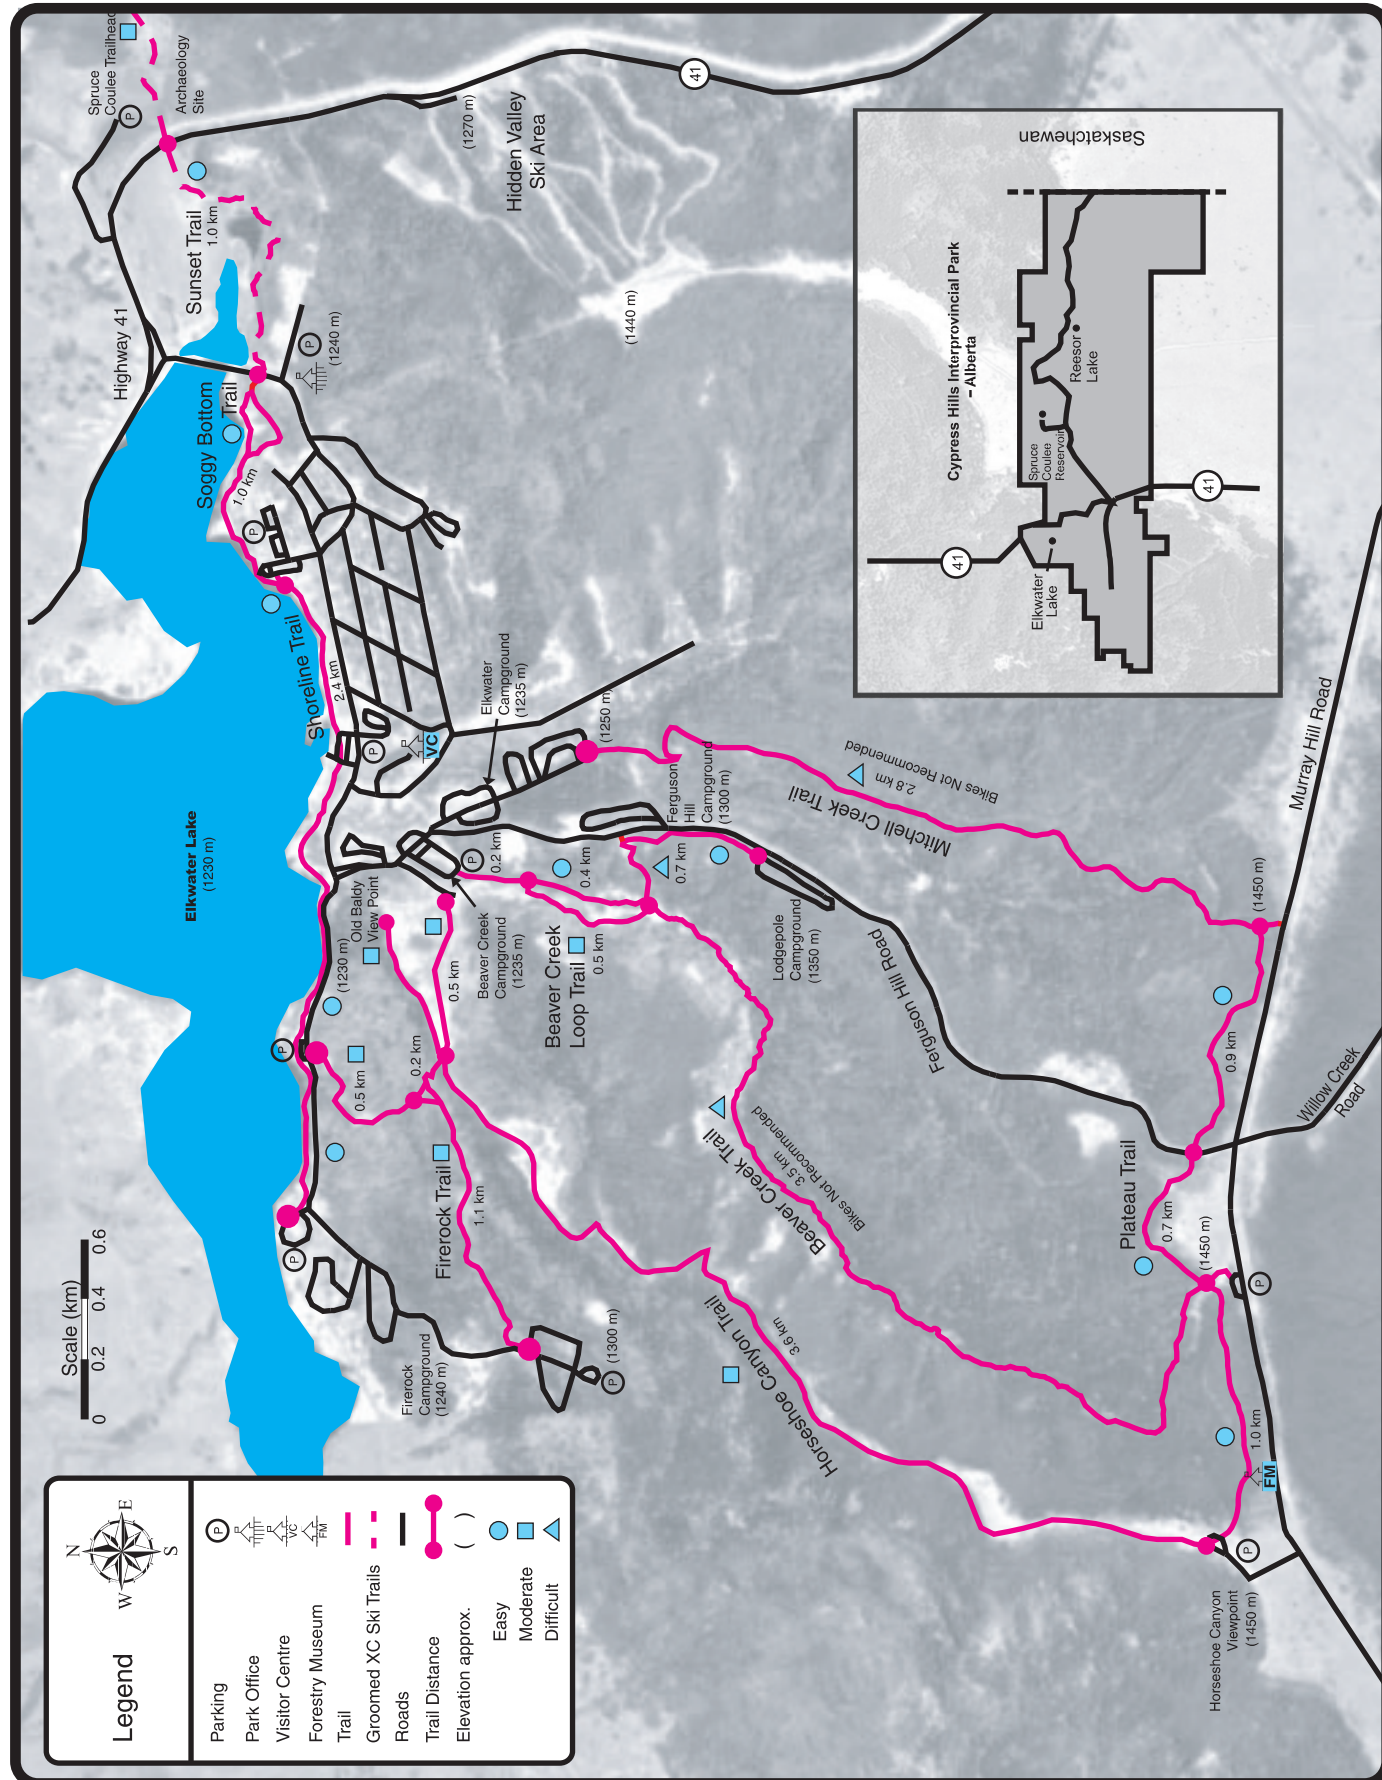 Spruce
Coulee Trailhead
P
Archaeology
Site
Highway 41
Sunset Trail
1.0 km
41
(1270 m)
Hidden Valley
Ski Area
(1440 m)
P
(1240 m)
Soggy Bottom
Trail
1.0 km
P
Shoreline Trail
2.4 km
P
VC
Elkwater
Campground
(1235 m)
(1250 m)
Elkwater Lake
(1230 m)
Old Baldy
View Point
(1230 m)
P
P
0.2 km
0.4 km
0.7 km
Ferguson
Hill
Campground
(1300 m)
Bikes Not Recommended
2.8 km
Mitchell Creek Trail
Murray Hill Road
(1450 m)
Beaver Creek
Campground
(1235 m)
0.5 km
Beaver Creek
Loop Trail
0.5 km
Lodgepole
Campground
(1350 m)
Ferguson Hill Road
0.9 km
Willow Creek
Road
0.5 km
0.2 km
Firerock Trail
1.1 km
Beaver Creek Trail
3.5 km
Bikes Not Recommended
Plateau Trail
0.7 km
(1450 m)
P
P
Firerock
Campground
(1240 m)
P
(1300 m)
Horseshoe Canyon Trail
3.6 km
1.0 km
FM
P
Horseshoe Canyon
Viewpoint
(1450 m)
Scale (km)
0 0.2 0.4 0.6
Cypress Hills Interprovincial Park
- Alberta
Saskatchewan
41
Elkwater
Lake
Spruce
Coulee
Reservoir
Reesor
Lake
41
Legend
N
W E
S
Parking P
Park Office
Visitor Centre VC
Forestry Museum FM
Trail
Groomed XC Ski Trails
Roads
Trail Distance
Elevation approx. ( )
Easy
Moderate
Difficult